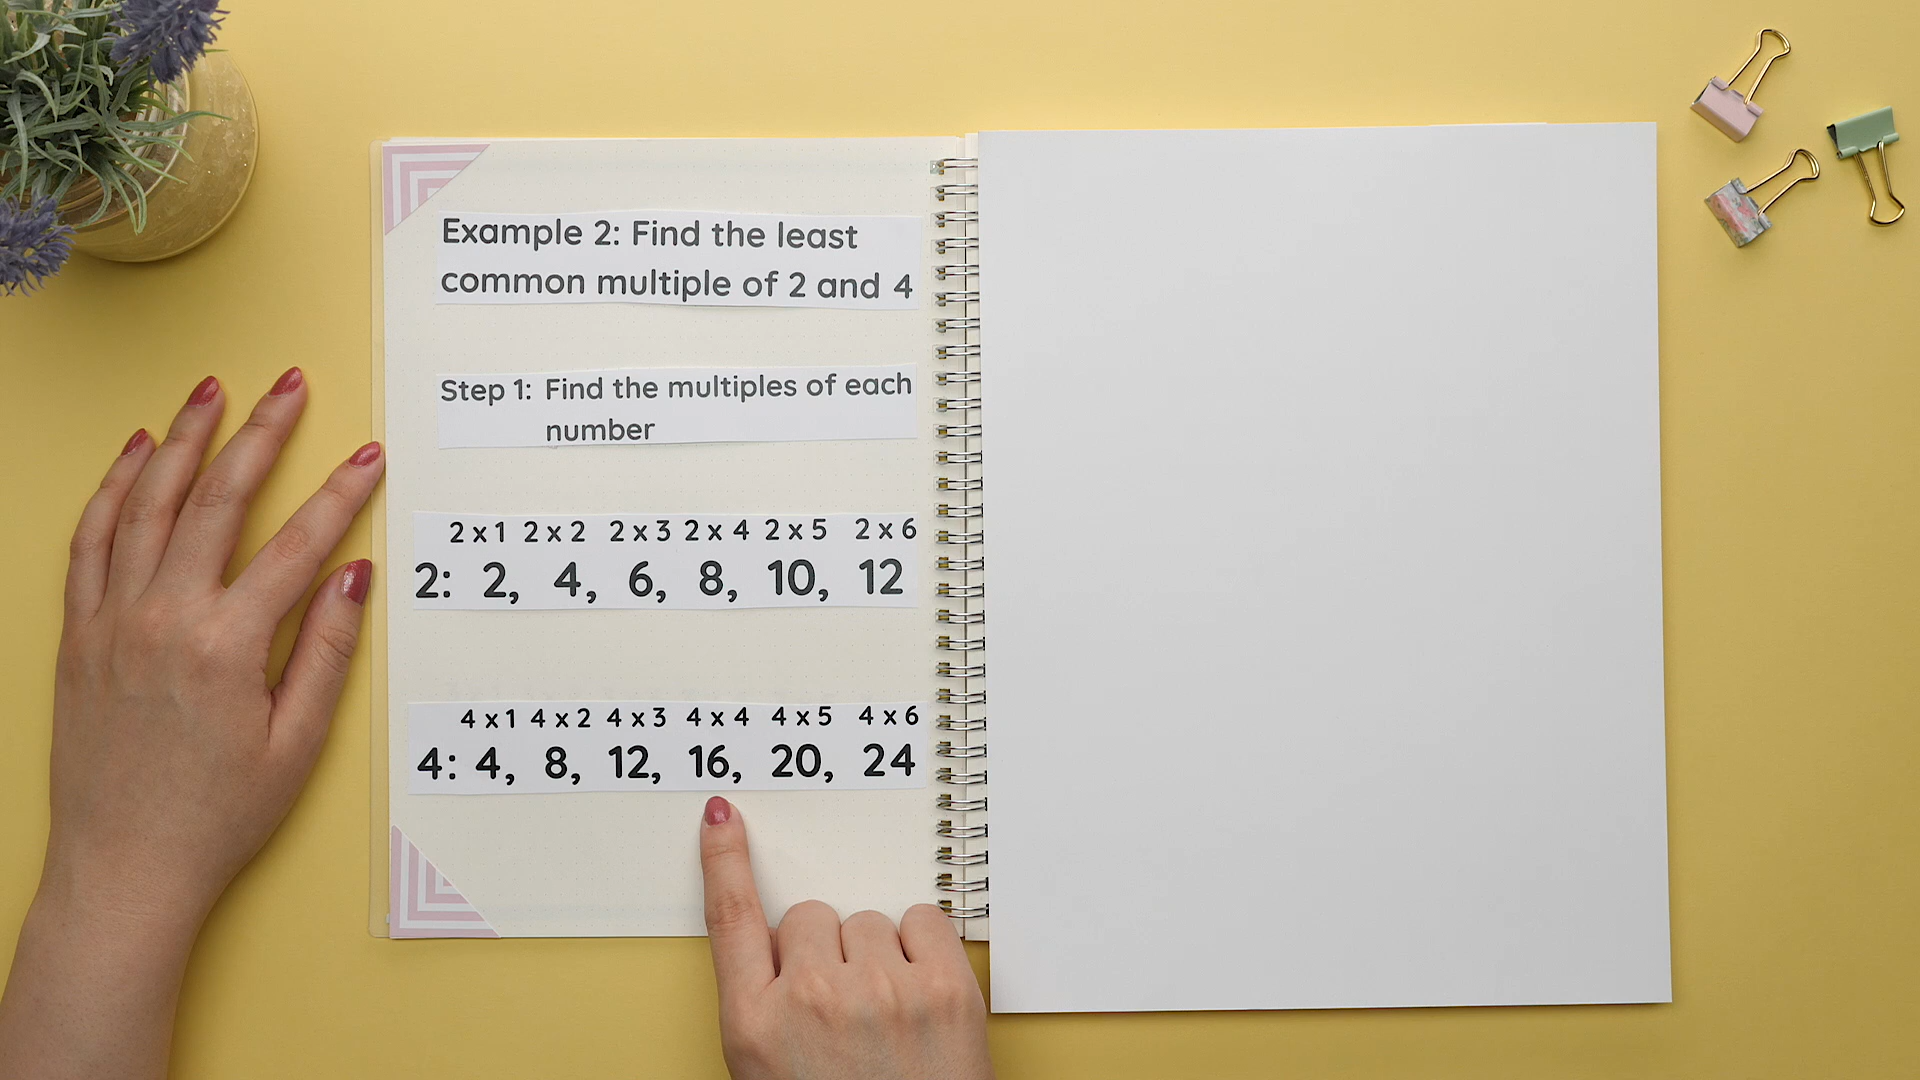 Example 2: Find the least
common multiple of 2 and 4
Step 1: Find the multiples of each
number
2 x 1 2 x 2 2 x 3 2 x 4 2 x 5 2 x 6
2: 2, 4, 6, 8, 10, 12
4 x 1 4 x 2 4 x 3 4 x 4 4 x 5 4 x 6
4: 4, 8, 12, 16, 20, 24